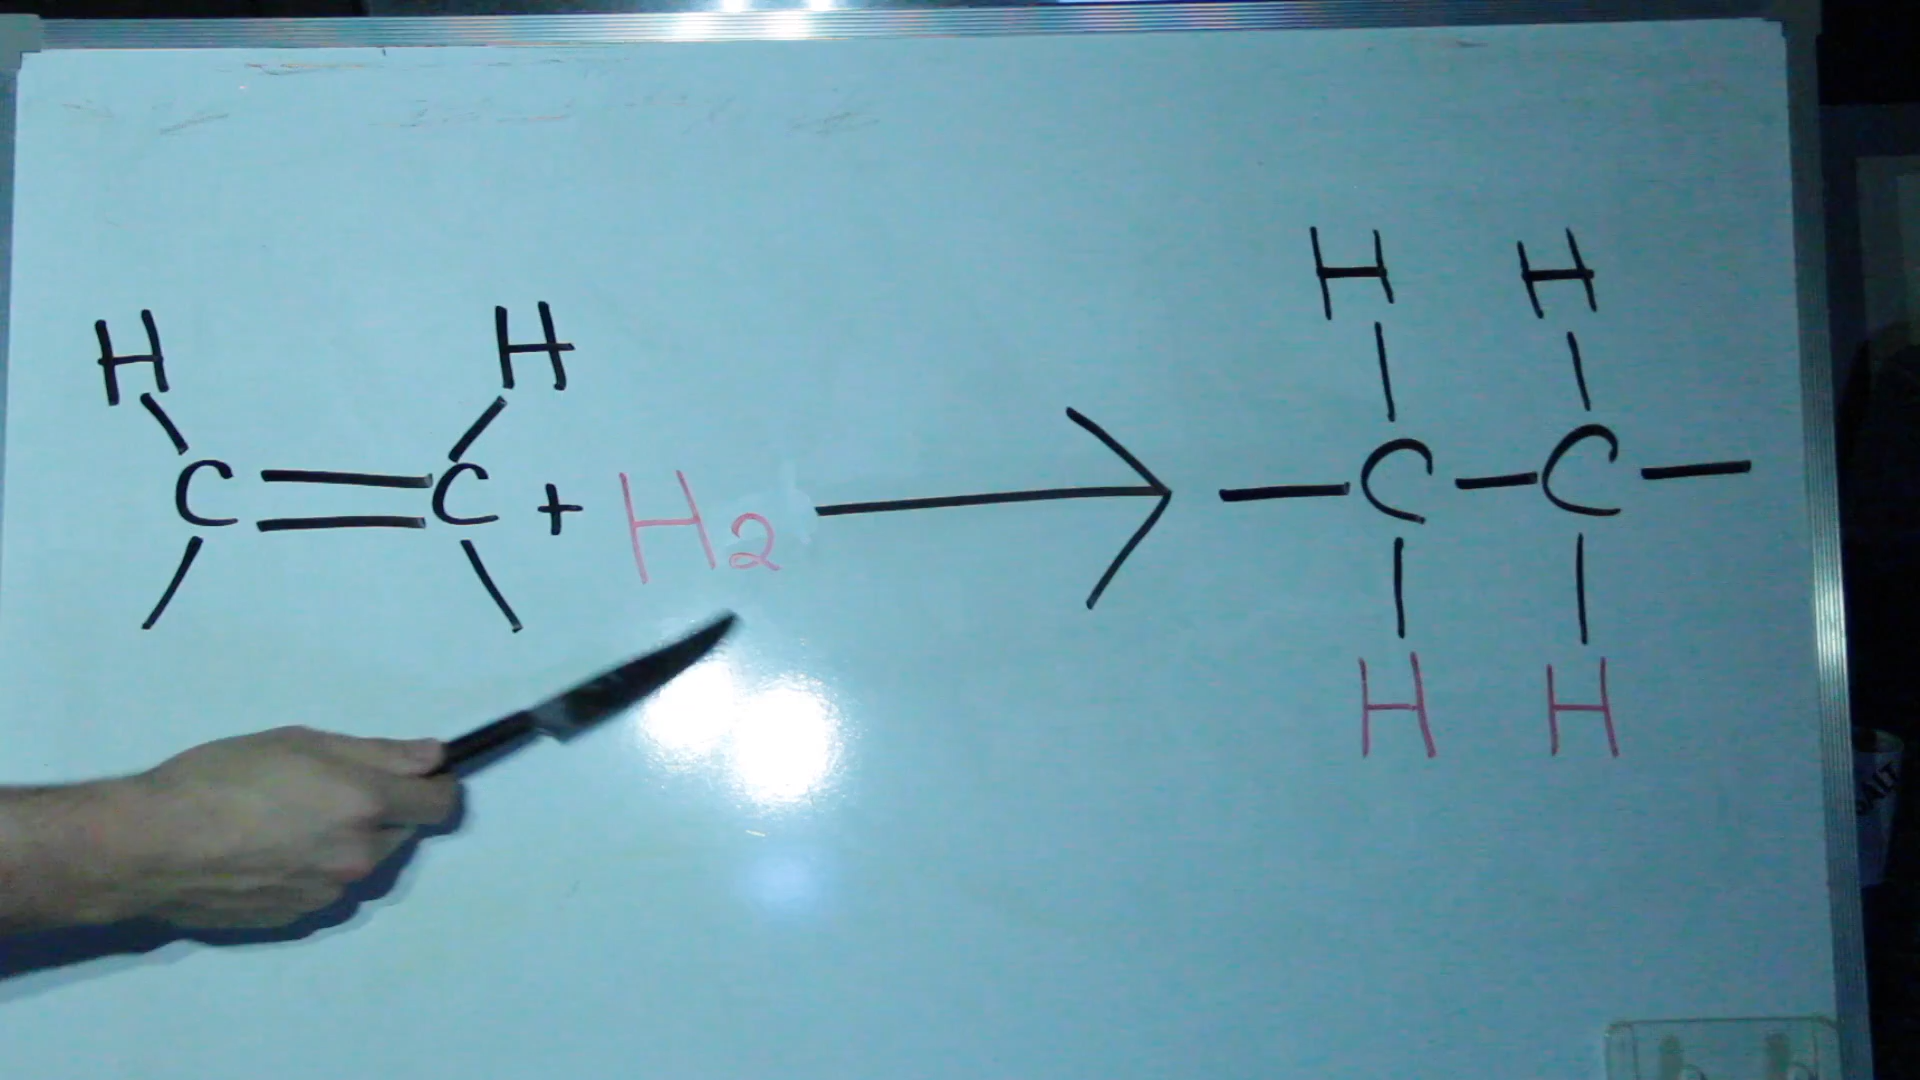 H H H H
C = C + H2 → — C — C —
H H